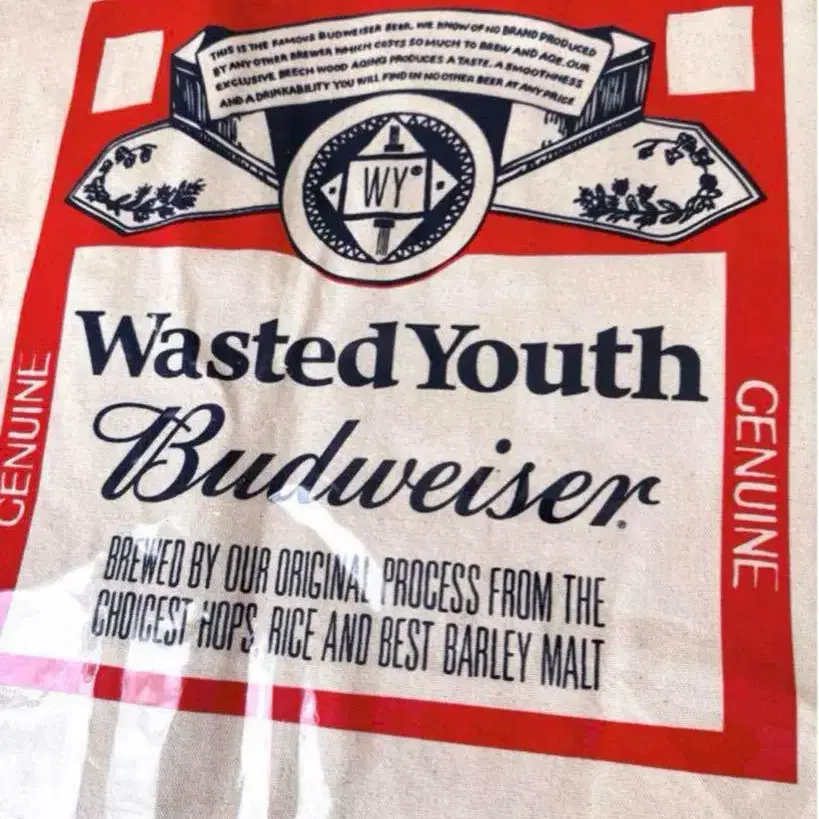 THIS IS THE FAMOUS BUDWEISER BEER. WE KNOW OF NO BRAND PRODUCED
BY ANY OTHER BREWER WHICH COSTS SO MUCH TO BREW AND AGE. OUR
EXCLUSIVE BEECH WOOD AGING PRODUCES A TASTE. A SMOOTHNESS
AND A DRINKABILITY YOU WILL FIND IN NO OTHER BEER AT ANY PRICE
WY®
Wasted Youth
Budweiser
GENUINE
GENUINE
BREWED BY OUR ORIGINAL PROCESS FROM THE
CHOICEST HOPS, RICE AND BEST BARLEY MALT